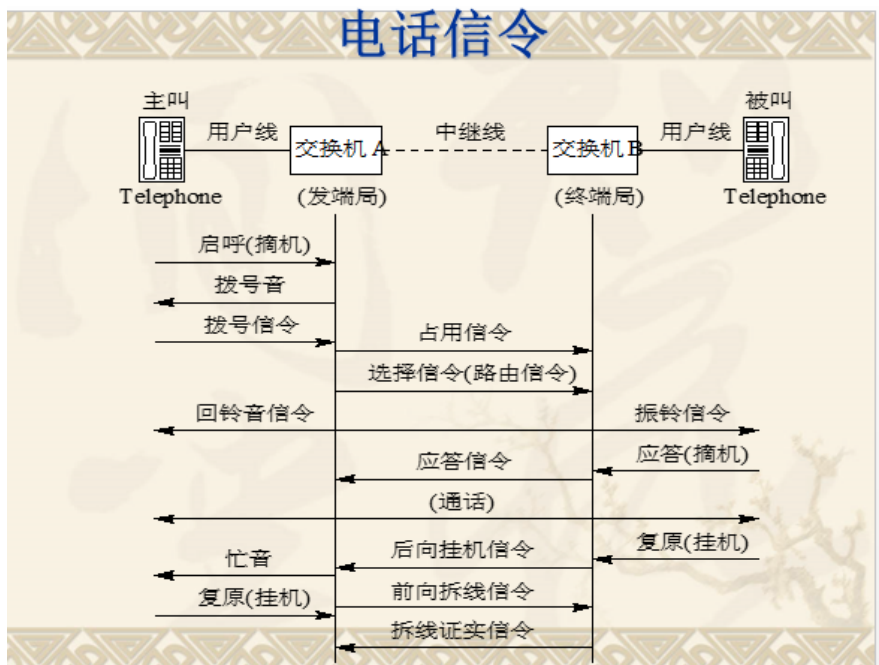 电话信令
主叫
被叫
用户线
中继线
用户线
交换机 A
交换机 B
Telephone
(发端局)
(终端局)
Telephone
启呼(摘机)
拨号音
拨号信令
占用信令
选择信令(路由信令)
回铃音信令
振铃信令
应答(摘机)
应答信令
(通话)
复原(挂机)
后向挂机信令
忙音
前向拆线信令
复原(挂机)
拆线证实信令